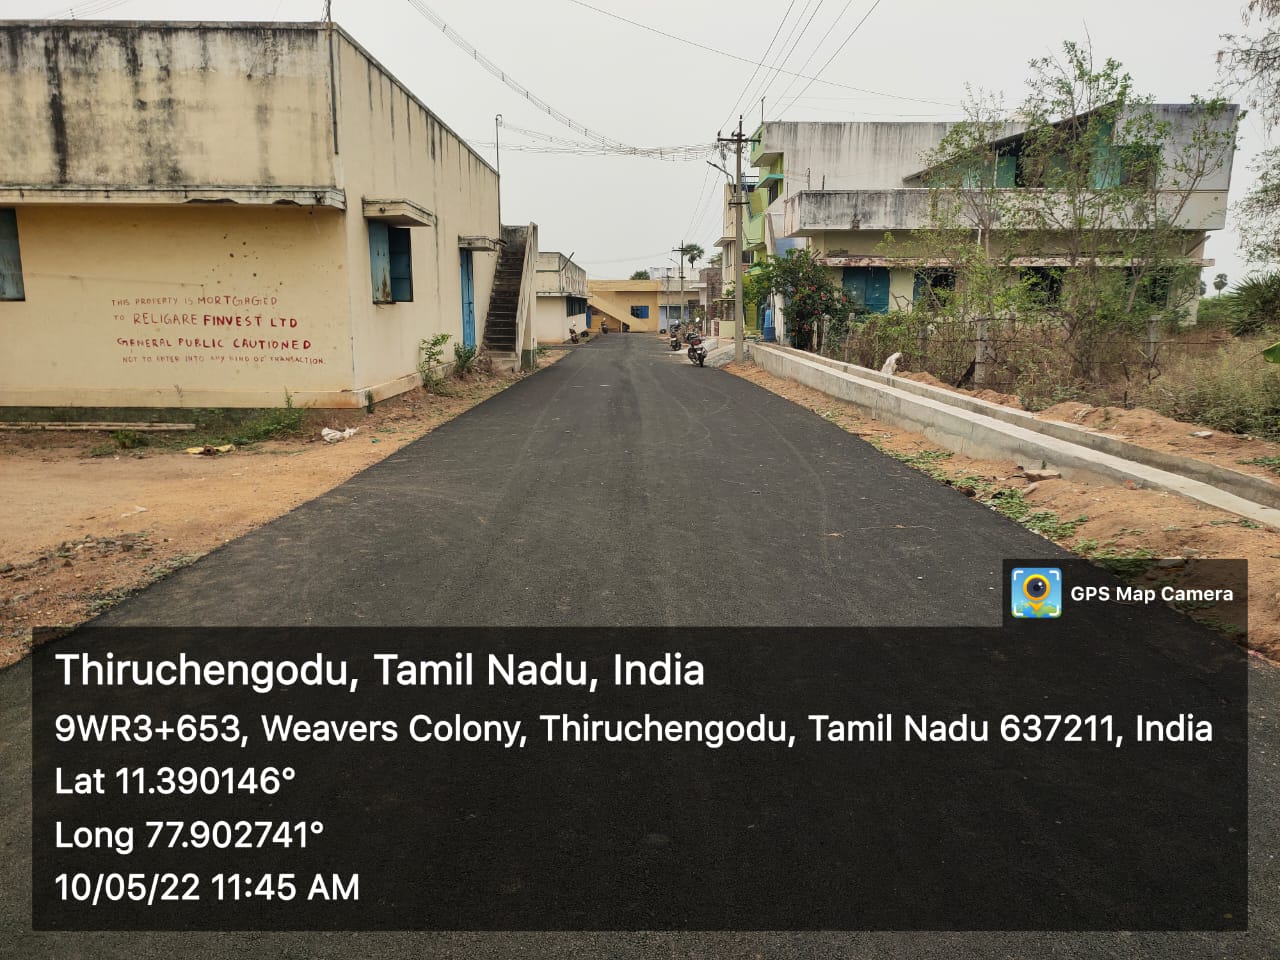 THIS PROPERTY IS MORTGAGED
TO RELIGARE FINVEST LTD
GENERAL PUBLIC CAUTIONED
NOT TO ENTER INTO ANY KIND OF TRANSACTION.
GPS Map Camera
Thiruchengodu, Tamil Nadu, India
9WR3+653, Weavers Colony, Thiruchengodu, Tamil Nadu 637211, India
Lat 11.390146°
Long 77.902741°
10/05/22 11:45 AM